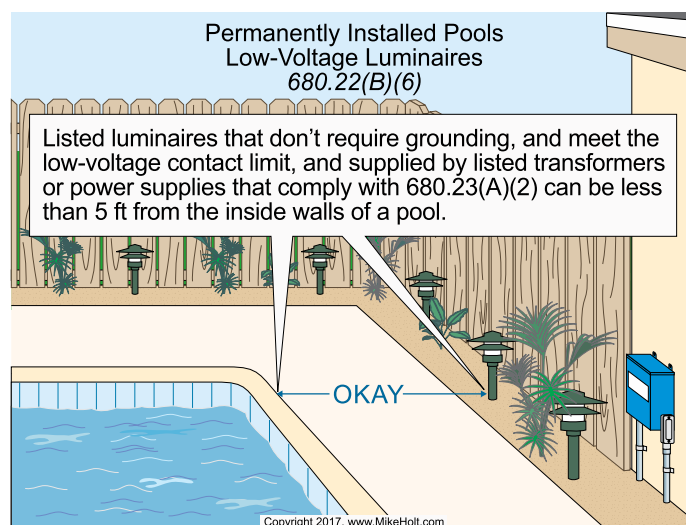 Permanently Installed Pools
Low-Voltage Luminaires
680.22(B)(6)
Listed luminaires that don't require grounding, and meet the
low-voltage contact limit, and supplied by listed transformers
or power supplies that comply with 680.23(A)(2) can be less
than 5 ft from the inside walls of a pool.
OKAY
Copyright 2017, www.MikeHolt.com